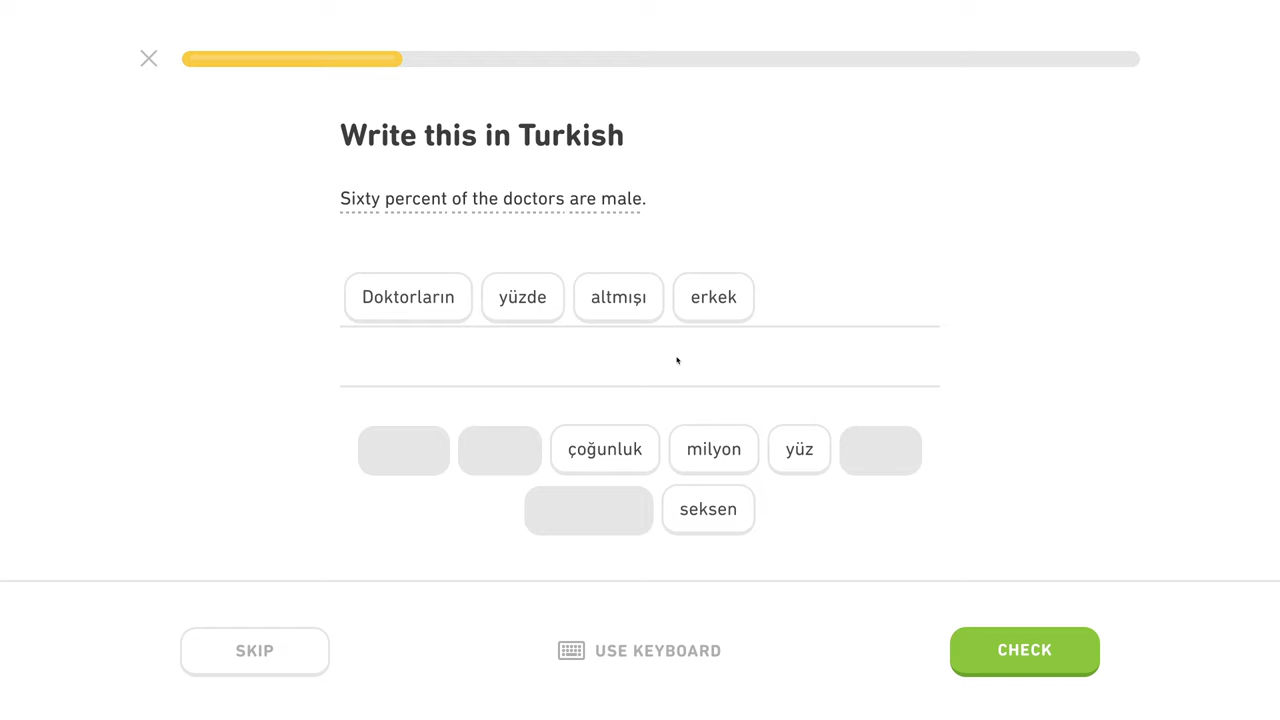 Write this in Turkish
Sixty percent of the doctors are male.
Doktorların yüzde altmışı erkek
çoğunluk milyon yüz
seksen
SKIP USE KEYBOARD CHECK